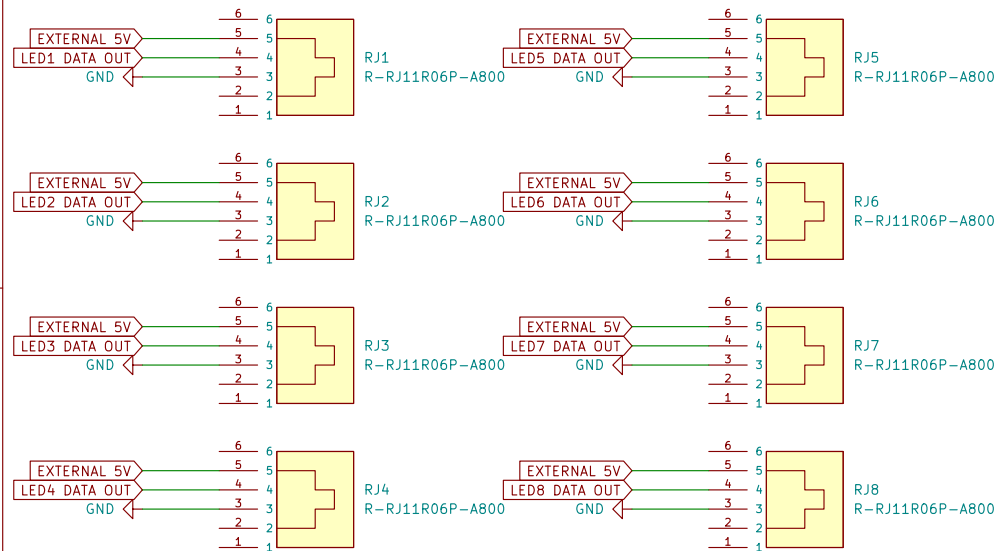 6 6 6 6
EXTERNAL 5V 5 5 EXTERNAL 5V 5 5
LED1 DATA OUT 4 4 RJ1 LED5 DATA OUT 4 4 RJ5
GND 3 3 R-RJ11R06P-A800 GND 3 3 R-RJ11R06P-A800
2 2 2 2
1 1 1 1
6 6 6 6
EXTERNAL 5V 5 5 EXTERNAL 5V 5 5
LED2 DATA OUT 4 4 RJ2 LED6 DATA OUT 4 4 RJ6
GND 3 3 R-RJ11R06P-A800 GND 3 3 R-RJ11R06P-A800
2 2 2 2
1 1 1 1
6 6 6 6
EXTERNAL 5V 5 5 EXTERNAL 5V 5 5
LED3 DATA OUT 4 4 RJ3 LED7 DATA OUT 4 4 RJ7
GND 3 3 R-RJ11R06P-A800 GND 3 3 R-RJ11R06P-A800
2 2 2 2
1 1 1 1
6 6 6 6
EXTERNAL 5V 5 5 EXTERNAL 5V 5 5
LED4 DATA OUT 4 4 RJ4 LED8 DATA OUT 4 4 RJ8
GND 3 3 R-RJ11R06P-A800 GND 3 3 R-RJ11R06P-A800
2 2 2 2
1 1 1 1